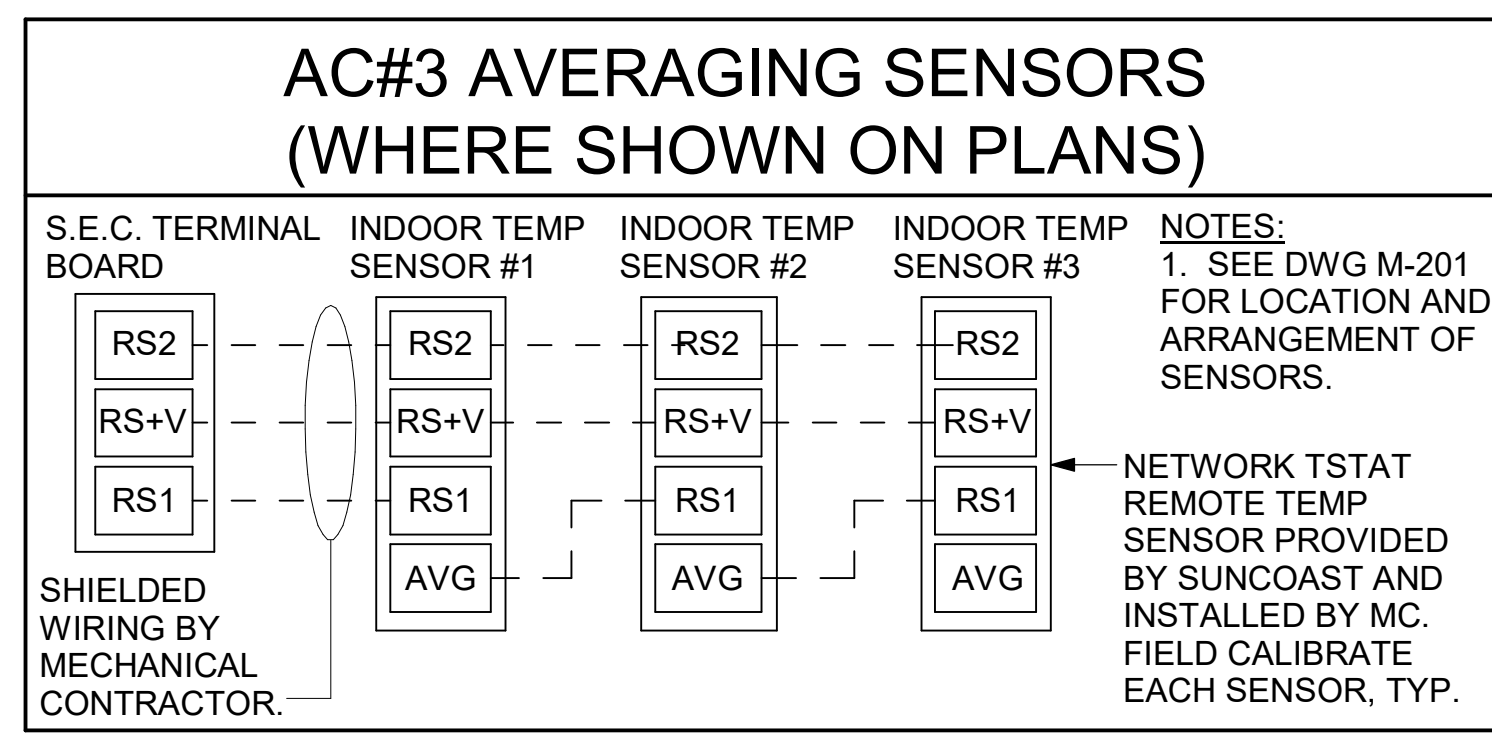 AC#3 AVERAGING SENSORS
(WHERE SHOWN ON PLANS)
S.E.C. TERMINAL
BOARD
RS2
RS+V
RS1
SHIELDED
WIRING BY
MECHANICAL
CONTRACTOR.
INDOOR TEMP
SENSOR #1
RS2
RS+V
RS1
AVG
INDOOR TEMP
SENSOR #2
RS2
RS+V
RS1
AVG
INDOOR TEMP
SENSOR #3
RS2
RS+V
RS1
AVG
NOTES:
1. SEE DWG M-201
FOR LOCATION AND
ARRANGEMENT OF
SENSORS.
NETWORK TSTAT
REMOTE TEMP
SENSOR PROVIDED
BY SUNCOAST AND
INSTALLED BY MC.
FIELD CALIBRATE
EACH SENSOR, TYP.